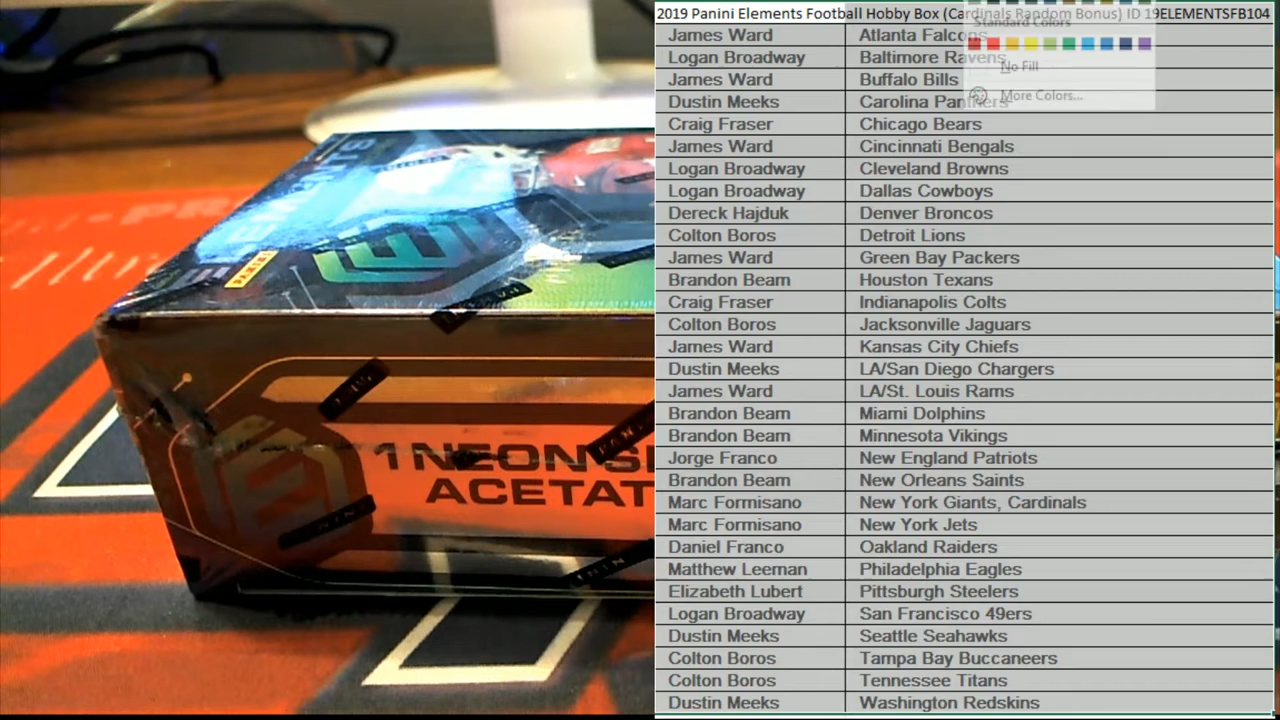 2019 Panini Elements Football Hobby Box (Cardinals Random Bonus) ID 19ELEMENTSFB104
Standard Colors
No Fill
More Colors...
James Ward Atlanta Falcons
Logan Broadway Baltimore Ravens
James Ward Buffalo Bills
Dustin Meeks Carolina Panthers
Craig Fraser Chicago Bears
James Ward Cincinnati Bengals
Logan Broadway Cleveland Browns
Logan Broadway Dallas Cowboys
Dereck Hajduk Denver Broncos
Colton Boros Detroit Lions
James Ward Green Bay Packers
Brandon Beam Houston Texans
Craig Fraser Indianapolis Colts
Colton Boros Jacksonville Jaguars
James Ward Kansas City Chiefs
Dustin Meeks LA/San Diego Chargers
James Ward LA/St. Louis Rams
Brandon Beam Miami Dolphins
Brandon Beam Minnesota Vikings
Jorge Franco New England Patriots
Brandon Beam New Orleans Saints
Marc Formisano New York Giants, Cardinals
Marc Formisano New York Jets
Daniel Franco Oakland Raiders
Matthew Leeman Philadelphia Eagles
Elizabeth Lubert Pittsburgh Steelers
Logan Broadway San Francisco 49ers
Dustin Meeks Seattle Seahawks
Colton Boros Tampa Bay Buccaneers
Colton Boros Tennessee Titans
Dustin Meeks Washington Redskins
PANINI
1 NEON SI
ACETAT